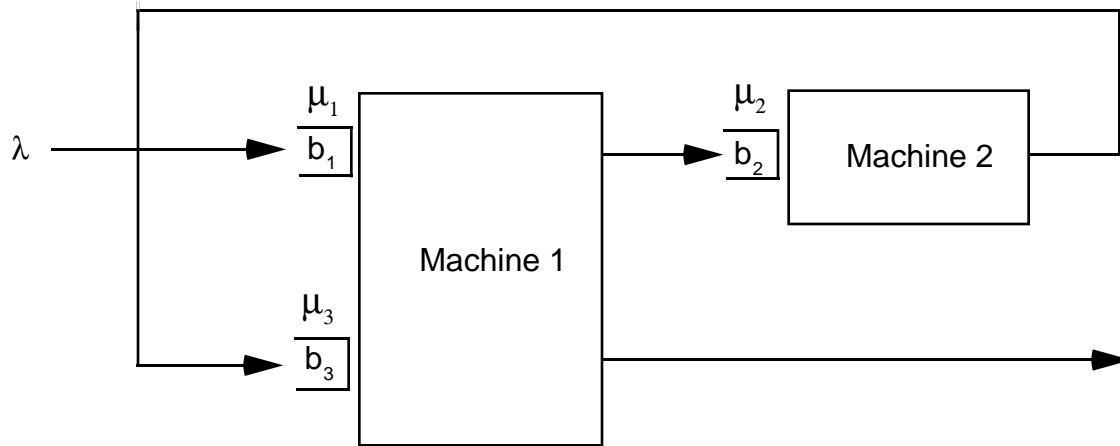 μ₁
μ₂
λ
b₁
b₂
Machine 2
Machine 1
μ₃
b₃